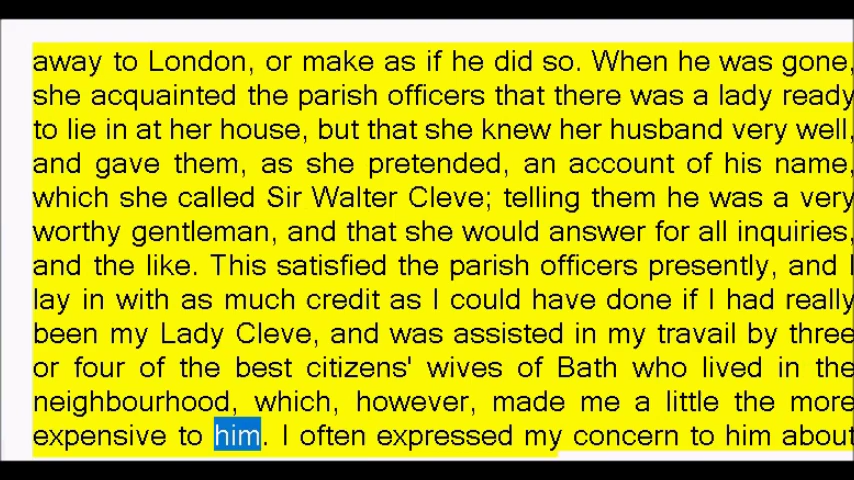 away to London, or make as if he did so. When he was gone,
she acquainted the parish officers that there was a lady ready
to lie in at her house, but that she knew her husband very well,
and gave them, as she pretended, an account of his name,
which she called Sir Walter Cleve; telling them he was a very
worthy gentleman, and that she would answer for all inquiries,
and the like. This satisfied the parish officers presently, and I
lay in with as much credit as I could have done if I had really
been my Lady Cleve, and was assisted in my travail by three
or four of the best citizens' wives of Bath who lived in the
neighbourhood, which, however, made me a little the more
expensive to him. I often expressed my concern to him about